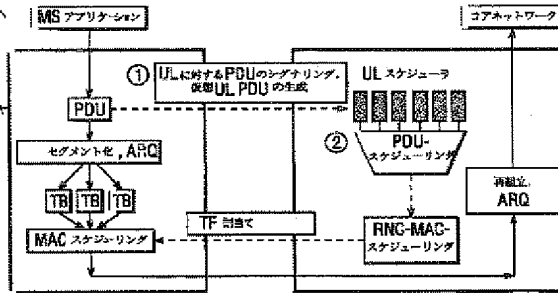 MS アプリケーション
コアネットワーク
①
ULに対するPDUのシグナリング、
仮想UL PDU の生成
UL スケジューラ
PDU
②
PDU-
スケジューリング
セグメント化, ARQ
再組立,
ARQ
TB TB TB
TF 割当て
MAC スケジューリング
RNC-MAC-
スケジューリング